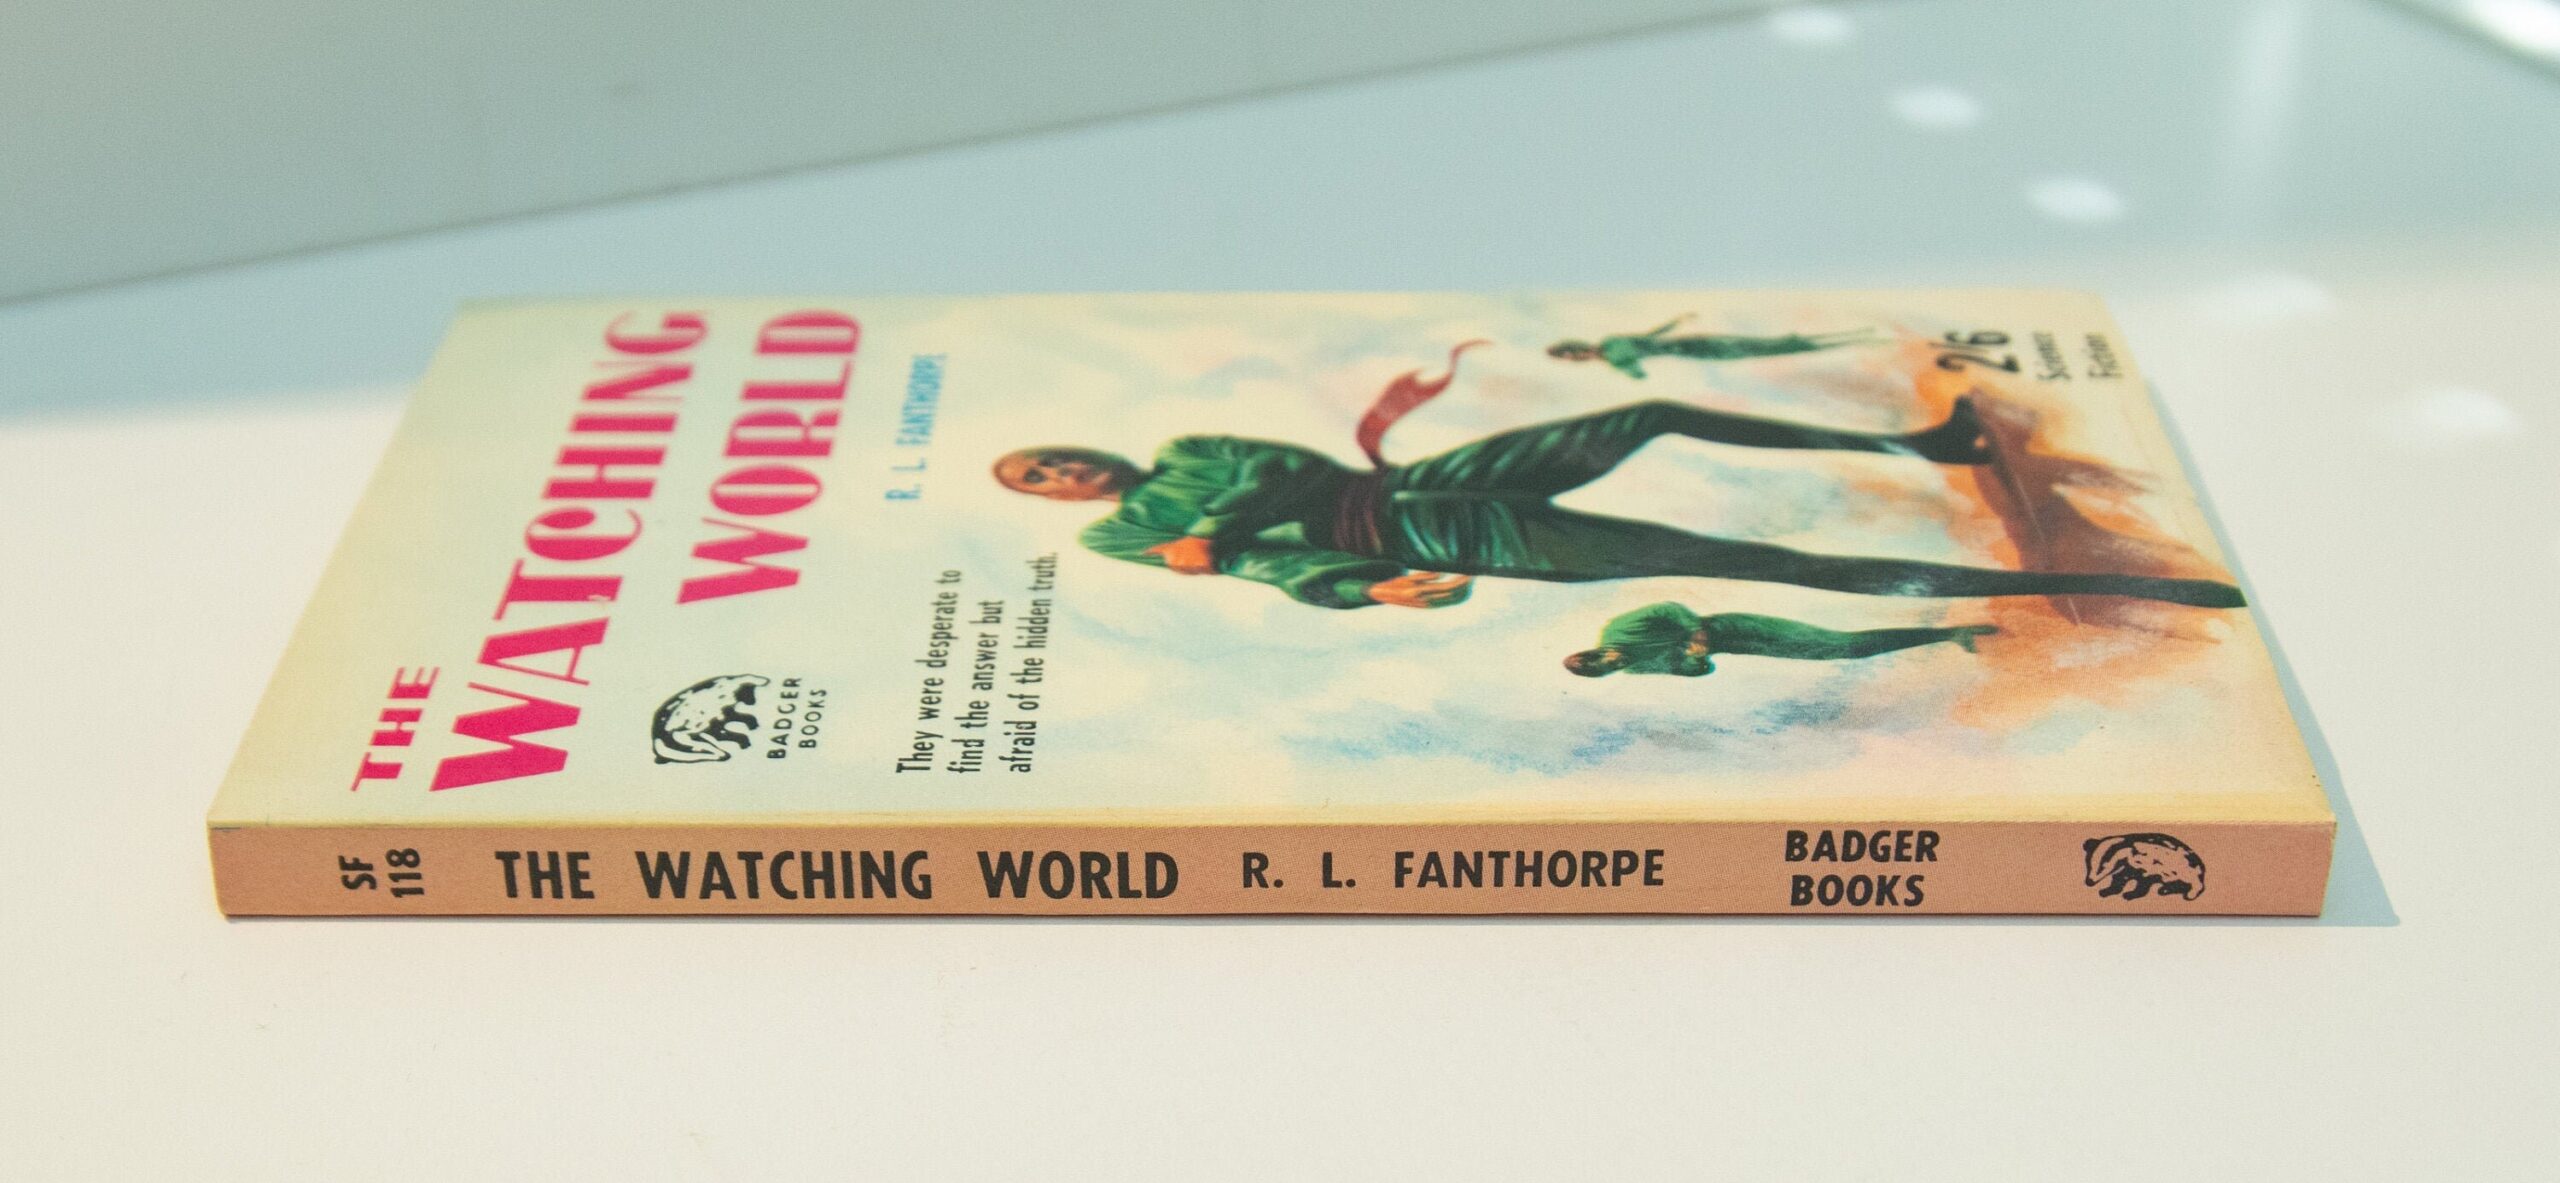 THE
WATCHING
WORLD
BADGER
BOOKS
R. L. FANTHORPE
They were desperate to
find the answer but
afraid of the hidden truth.
2/6
Science
Fiction
SF
118
THE WATCHING WORLD R. L. FANTHORPE
BADGER
BOOKS